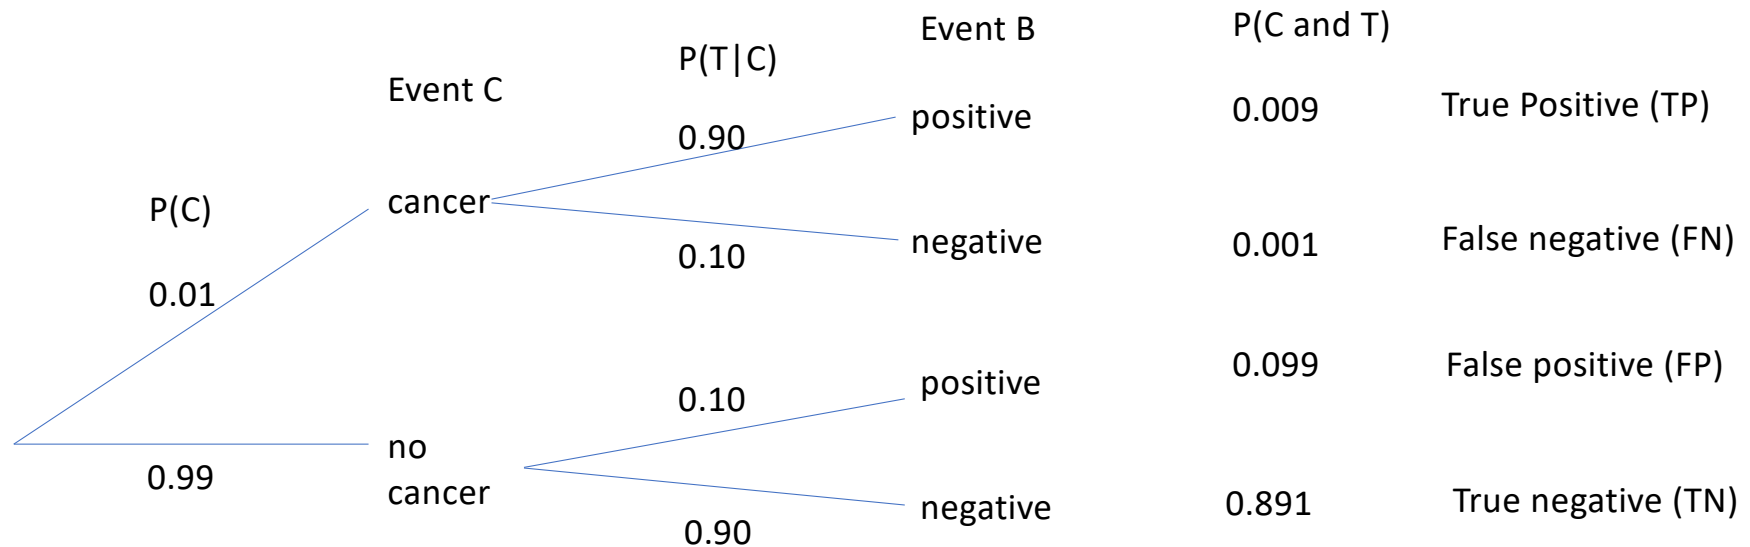 Event B
P(C and T)
P(T|C)
Event C
positive
0.009
True Positive (TP)
0.90
P(C)
cancer
negative
0.001
False negative (FN)
0.10
0.01
positive
0.099
False positive (FP)
0.10
no
cancer
0.99
negative
0.891
True negative (TN)
0.90